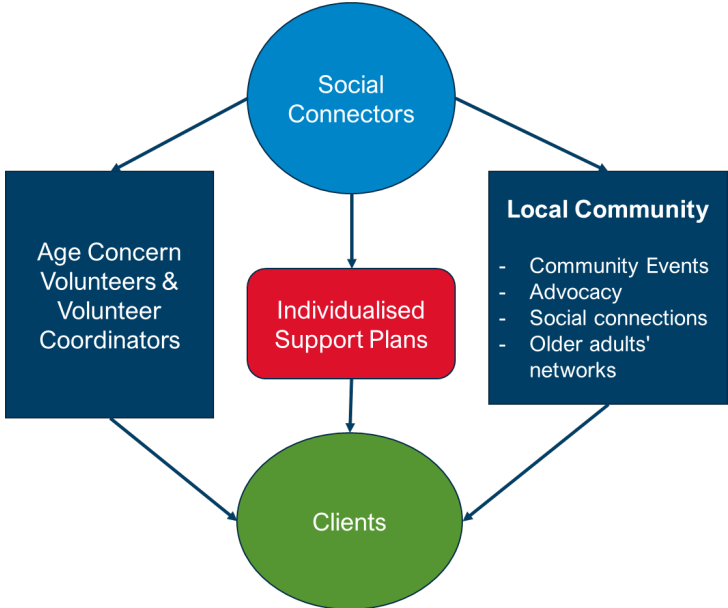 Social
Connectors
Age Concern
Volunteers &
Volunteer
Coordinators
Individualised
Support Plans
Local Community
- Community Events
- Advocacy
- Social connections
- Older adults'
networks
Clients